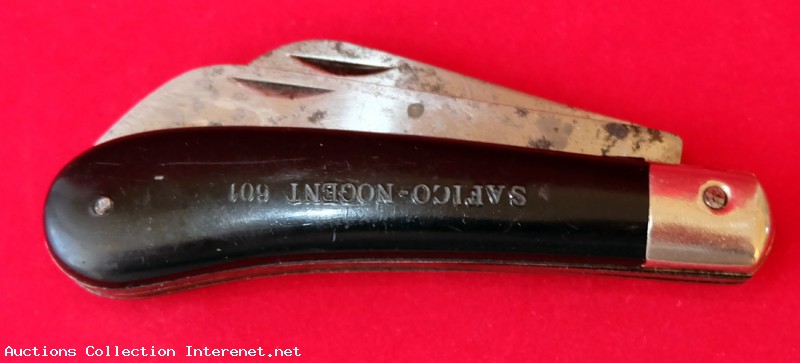 SAFICO-NOGENT 601
Auctions Collection Interenet.net